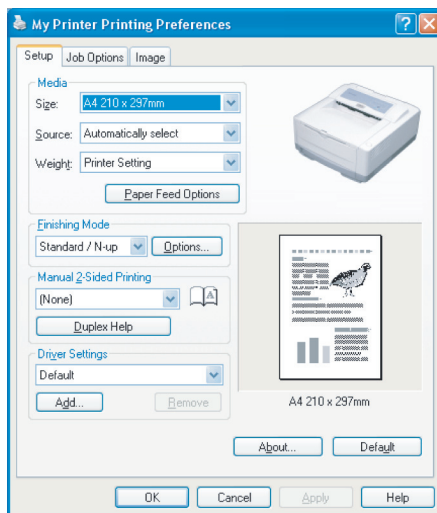 My Printer Printing Preferences
Setup Job Options Image
Media
Size: A4 210 x 297mm
Source: Automatically select
Weight: Printer Setting
Paper Feed Options
Finishing Mode
Standard / N-up Options...
Manual 2-Sided Printing
(None) A
Duplex Help
Driver Settings
Default
Add... Remove
A4 210 x 297mm
About... Default
OK Cancel Apply Help